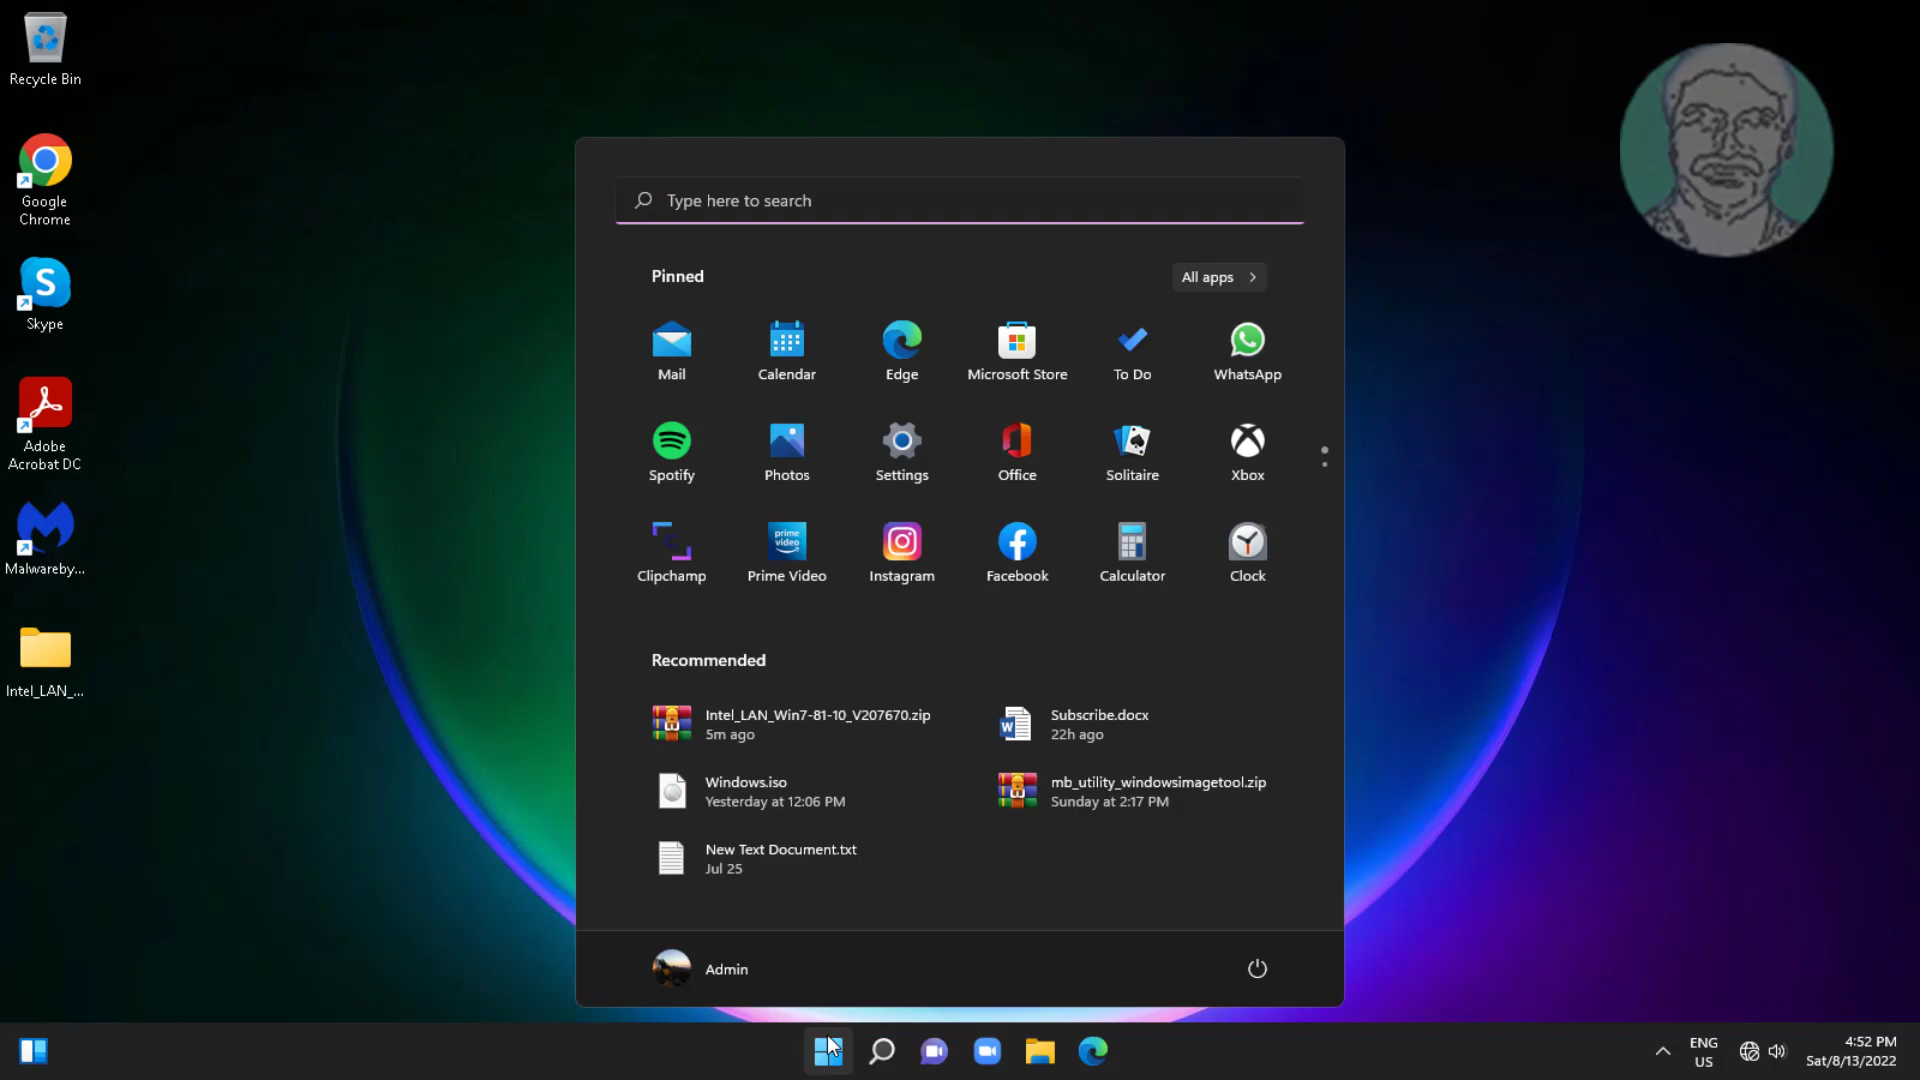 Recycle Bin
Google
Chrome
S
Skype
Adobe
Acrobat DC
Malwareby...
Intel_LAN_...
Type here to search
Pinned
All apps
Mail
Calendar
Edge
Microsoft Store
To Do
WhatsApp
Spotify
Photos
Settings
Office
Solitaire
Xbox
prime
video
Clipchamp
Prime Video
Instagram
Facebook
Calculator
Clock
Recommended
Intel_LAN_Win7-81-10_V207670.zip
5m ago
W
Subscribe.docx
22h ago
Windows.iso
Yesterday at 12:06 PM
mb_utility_windowsimagetool.zip
Sunday at 2:17 PM
New Text Document.txt
Jul 25
Admin
ENG
US
4:52 PM
Sat/8/13/2022